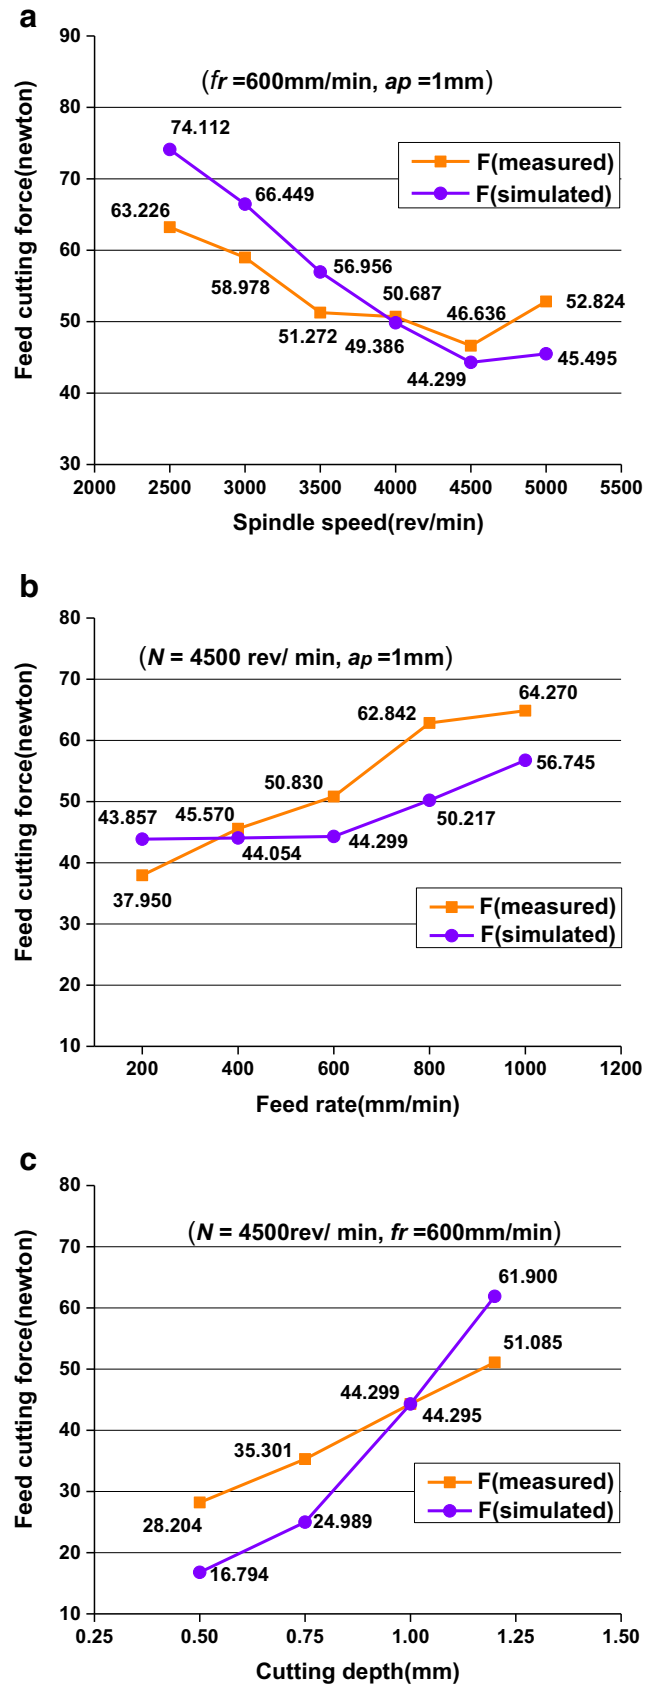 a
90
80
70
60
50
40
30
Feed cutting force(newton)
(fr =600mm/min, ap =1mm)
F(measured)
F(simulated)
74.112
66.449
63.226
58.978
56.956
51.272
50.687
49.386
46.636
44.299
52.824
45.495
2000 2500 3000 3500 4000 4500 5000 5500
Spindle speed(rev/min)
b
80
70
60
50
40
30
20
10
Feed cutting force(newton)
(N = 4500 rev/ min, ap =1mm)
64.270
62.842
56.745
50.830
50.217
43.857
45.570
44.054
44.299
37.950
F(measured)
F(simulated)
200 400 600 800 1000 1200
Feed rate(mm/min)
c
80
70
60
50
40
30
20
10
Feed cutting force(newton)
(N = 4500rev/ min, fr =600mm/min)
61.900
51.085
44.299
44.295
35.301
28.204
24.989
16.794
F(measured)
F(simulated)
0.25 0.50 0.75 1.00 1.25 1.50
Cutting depth(mm)